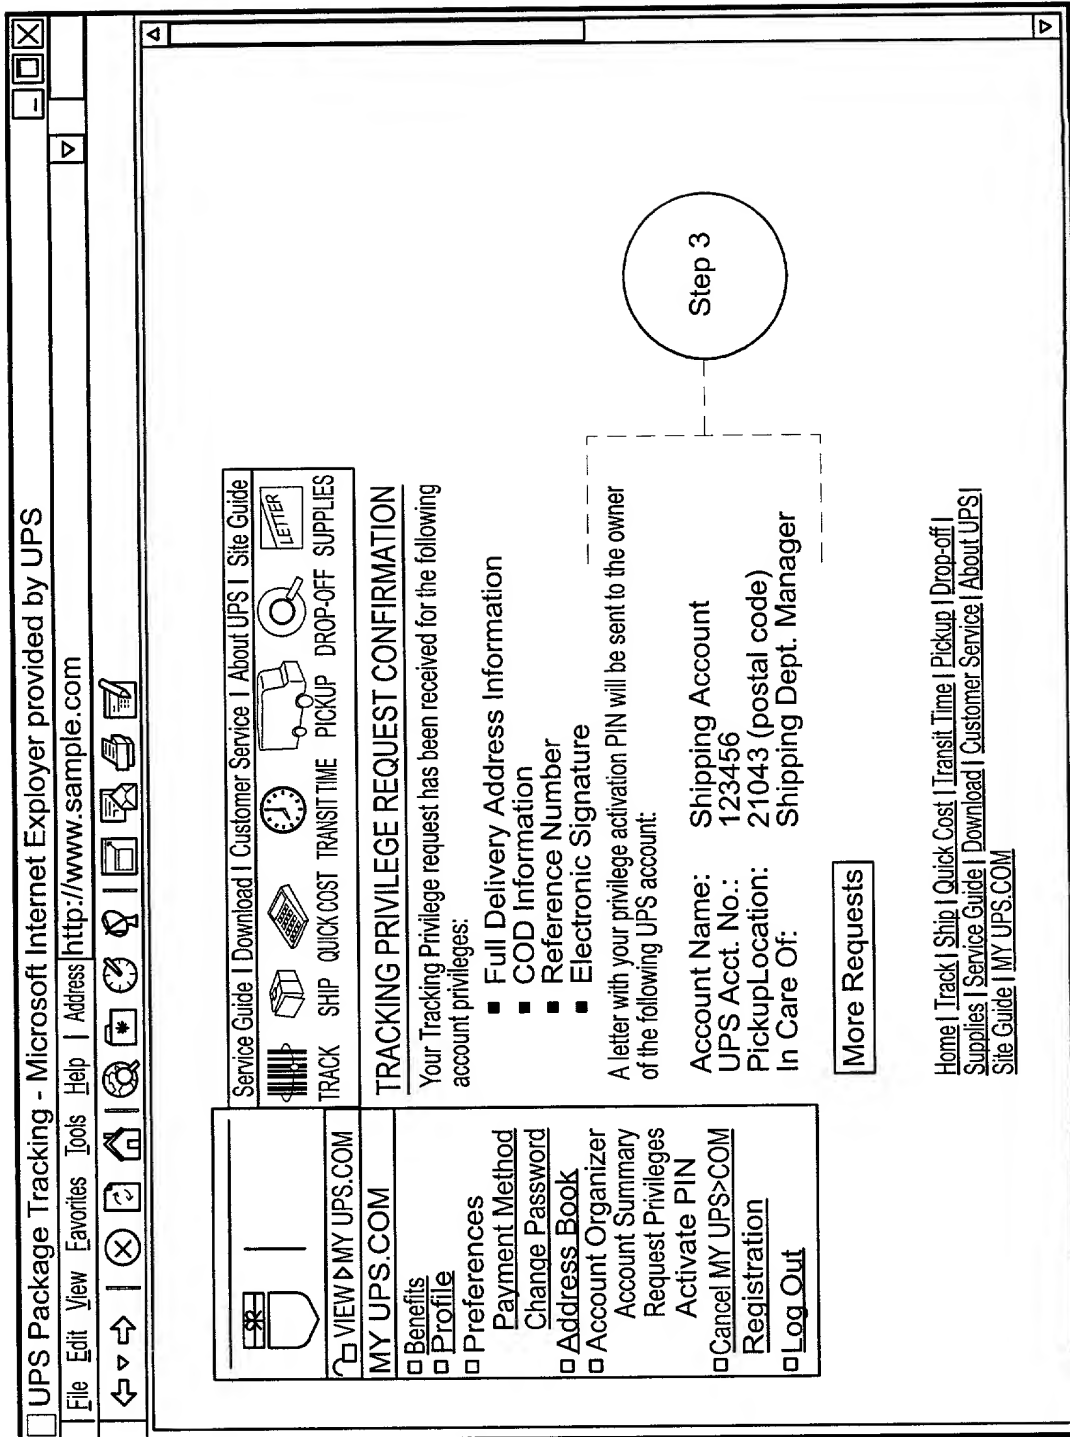 UPS Package Tracking - Microsoft Internet Explorer provided by UPS
File Edit View Favorites Tools Help | Address http://www.sample.com
Service Guide | Download | Customer Service | About UPS | Site Guide
LETTER
TRACK SHIP QUICK COST TRANSIT TIME PICKUP DROP-OFF SUPPLIES
VIEW MY UPS.COM
MY UPS.COM
Benefits
Profile
Preferences
Payment Method
Change Password
Address Book
Account Organizer
Account Summary
Request Privileges
Activate PIN
Cancel MY UPS>COM
Registration
Log Out
TRACKING PRIVILEGE REQUEST CONFIRMATION
Your Tracking Privilege request has been received for the following
account privileges:
■ Full Delivery Address Information
■ COD Information
■ Reference Number
■ Electronic Signature
A letter with your privilege activation PIN will be sent to the owner
of the following UPS account:
Account Name: Shipping Account
UPS Acct. No.: 123456
PickupLocation: 21043 (postal code)
In Care Of: Shipping Dept. Manager
Step 3
More Requests
Home | Track | Ship | Quick Cost | Transit Time | Pickup | Drop-off |
Supplies | Service Guide | Download | Customer Service | About UPS |
Site Guide | MY UPS.COM